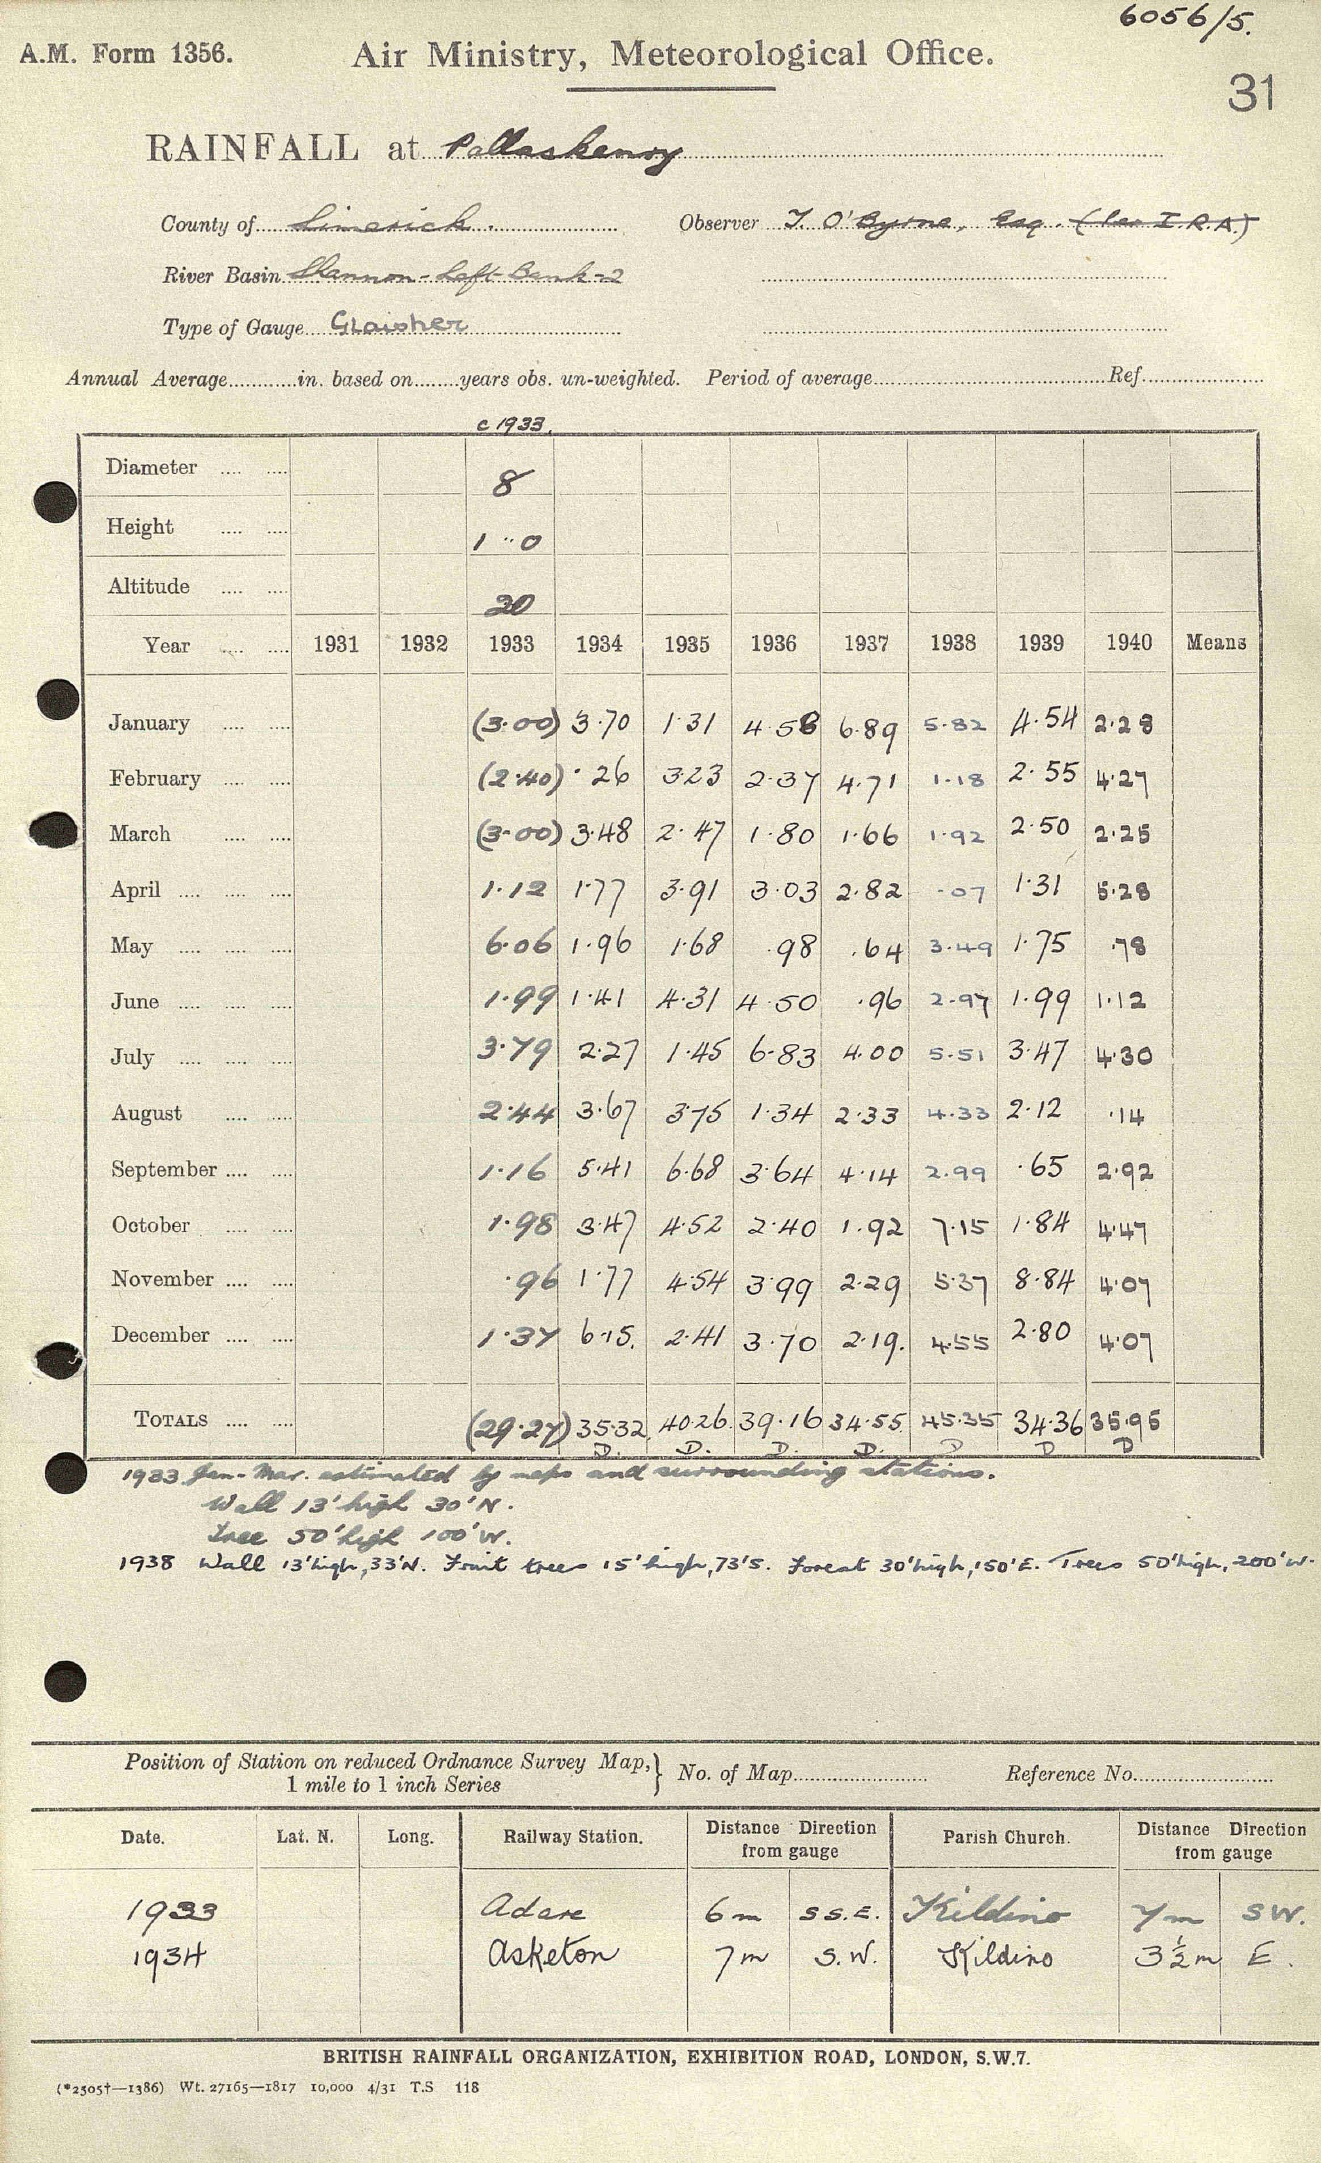 6056/5.
A.M. Form 1356. Air Ministry, Meteorological Office.
31
RAINFALL at Pallaskenry
County of Limerick. Observer T. O'Byrne, Esq. (per I.R.A.)
River Basin Shannon-Left Bank-2
Type of Gauge Glaisher
Annual Average in. based on years obs. un-weighted. Period of average Ref.
c 1933.
Diameter 8
Height 1··0
Altitude 20
Year 1931 1932 1933 1934 1935 1936 1937 1938 1939 1940 Means
January (3·00) 3·70 1·31 4·58 6·89 5·82 4·54 2·28
February (2·40) ·26 3·23 2·37 4·71 1·18 2·55 4·27
March (3·00) 3·48 2·47 1·80 1·66 1·92 2·50 2·25
April 1·12 1·77 3·91 3·03 2·82 ·07 1·31 5·28
May 6·06 1·96 1·68 ·98 ·64 3·49 1·75 ·78
June 1·99 1·41 4·31 4·50 ·96 2·97 1·99 1·12
July 3·79 2·27 1·45 6·83 4·00 5·51 3·47 4·30
August 2·44 3·67 3·75 1·34 2·33 4·33 2·12 ·14
September 1·16 5·41 6·68 3·64 4·14 2·99 ·65 2·92
October 1·98 3·47 4·52 2·40 1·92 7·15 1·84 4·47
November ·96 1·77 4·54 3·99 2·29 5·37 8·84 4·07
December 1·37 6·15. 2·41 3·70 2·19. 4·55 2·80 4·07
TOTALS (29·27) 35·32 40·26 39·16 34·55 45·35 34·36 35·95
D. D. D. D. D D D
1933 Jan-Mar. estimated by maps and surrounding stations.
Wall 13' high 30' N.
Tree 50' high 100' W.
1938 Wall 13' high, 33' N. Fruit trees 15' high, 73' S. Forest 30' high, 150' E. Trees 50' high, 200' W.
Position of Station on reduced Ordnance Survey Map,} No. of Map Reference No.
1 mile to 1 inch Series
Date. Lat. N. Long. Railway Station. Distance Direction from gauge Parish Church. Distance Direction from gauge
1933 Adare 6m S S.E. Kildino 7m SW.
1934 Asketon 7m S.W. Kildino 3½m E.
BRITISH RAINFALL ORGANIZATION, EXHIBITION ROAD, LONDON, S.W.7.
(*2505†—1386) Wt. 27165—1817 10,000 4/31 T.S 118